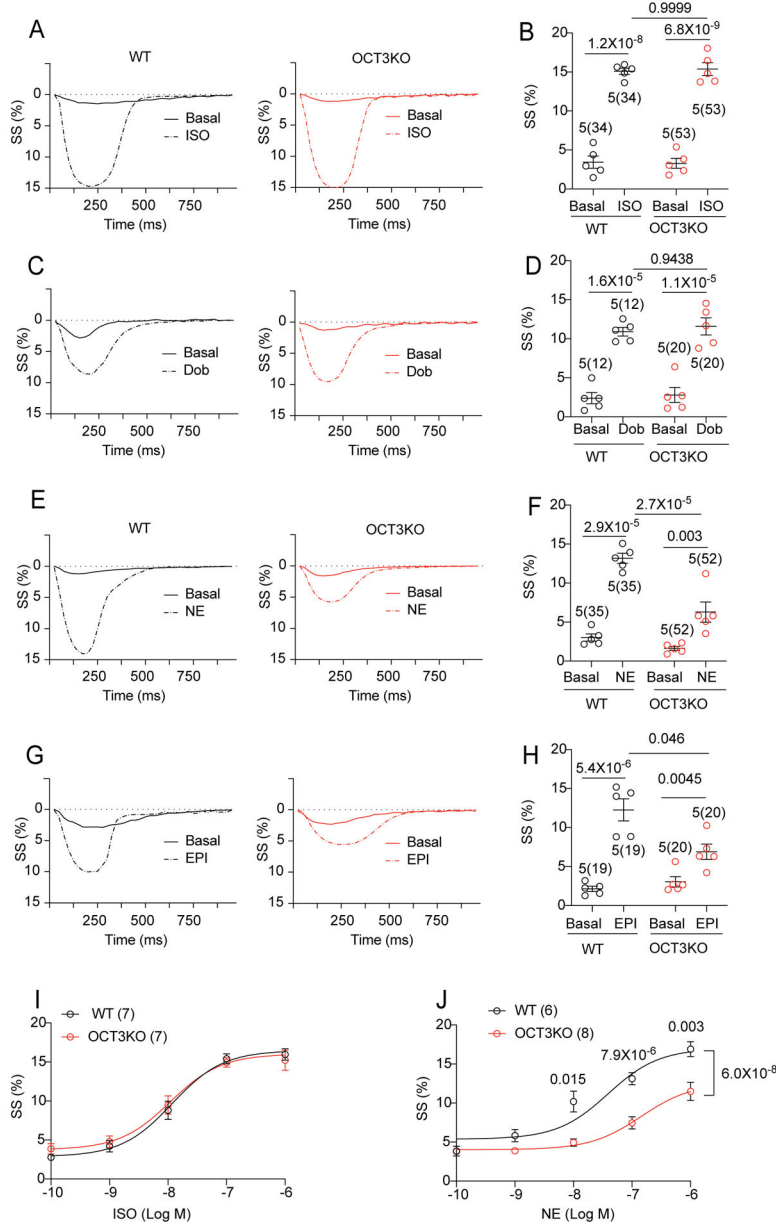 A
WT
OCT3KO
SS (%)
0
5
10
15
Basal
ISO
250
500
750
Time (ms)
SS (%)
0
5
10
15
Basal
ISO
250
500
750
Time (ms)
B
0.9999
1.2X10-8
6.8X10-9
SS (%)
20
15
10
5
0
5(34)
5(34)
5(53)
5(53)
Basal ISO Basal ISO
WT OCT3KO
C
SS (%)
0
5
10
15
Basal
Dob
250
500
750
Time (ms)
SS (%)
0
5
10
15
Basal
Dob
250
500
750
Time (ms)
D
0.9438
1.6X10-5
1.1X10-5
SS (%)
20
15
10
5
0
5(12)
5(12)
5(20)
5(20)
Basal Dob Basal Dob
WT OCT3KO
E
WT
OCT3KO
SS (%)
0
5
10
15
Basal
NE
250
500
750
Time (ms)
SS (%)
0
5
10
15
Basal
NE
250
500
750
Time (ms)
F
2.7X10-5
2.9X10-5
0.003
SS (%)
20
15
10
5
0
5(35)
5(35)
5(52)
5(52)
Basal NE Basal NE
WT OCT3KO
G
SS (%)
0
5
10
15
Basal
EPI
250
500
750
Time (ms)
SS (%)
0
5
10
15
Basal
EPI
250
500
750
Time (ms)
H
0.046
5.4X10-6
0.0045
SS (%)
20
15
10
5
0
5(19)
5(19)
5(20)
5(20)
Basal EPI Basal EPI
WT OCT3KO
I
WT (7)
OCT3KO (7)
SS (%)
20
15
10
5
0
-10 -9 -8 -7 -6
ISO (Log M)
J
WT (6)
OCT3KO (8)
SS (%)
20
15
10
5
0
0.015
7.9X10-6
0.003
6.0X10-8
-10 -9 -8 -7 -6
NE (Log M)